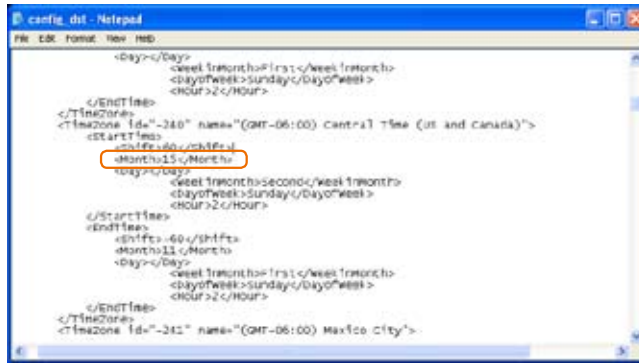 config_dst - Notepad
File Edit Format View Help
<Day></Day>
<WeekInMonth>First</WeekInMonth>
<DayOfWeek>Sunday</DayOfWeek>
<Hour>2</Hour>
</EndTime>
</TimeZone>
<TimeZone id="-240" name="(GMT-06:00) Central Time (US and Canada)">
<StartTime>
<Shift>60</Shift>
<Month>15</Month>
<Day></Day>
<WeekInMonth>Second</WeekInMonth>
<DayOfWeek>Sunday</DayOfWeek>
<Hour>2</Hour>
</StartTime>
<EndTime>
<Shift>-60</Shift>
<Month>11</Month>
<Day></Day>
<WeekInMonth>First</WeekInMonth>
<DayOfWeek>Sunday</DayOfWeek>
<Hour>2</Hour>
</EndTime>
</TimeZone>
<TimeZone id="-241" name="(GMT-06:00) Mexico City">